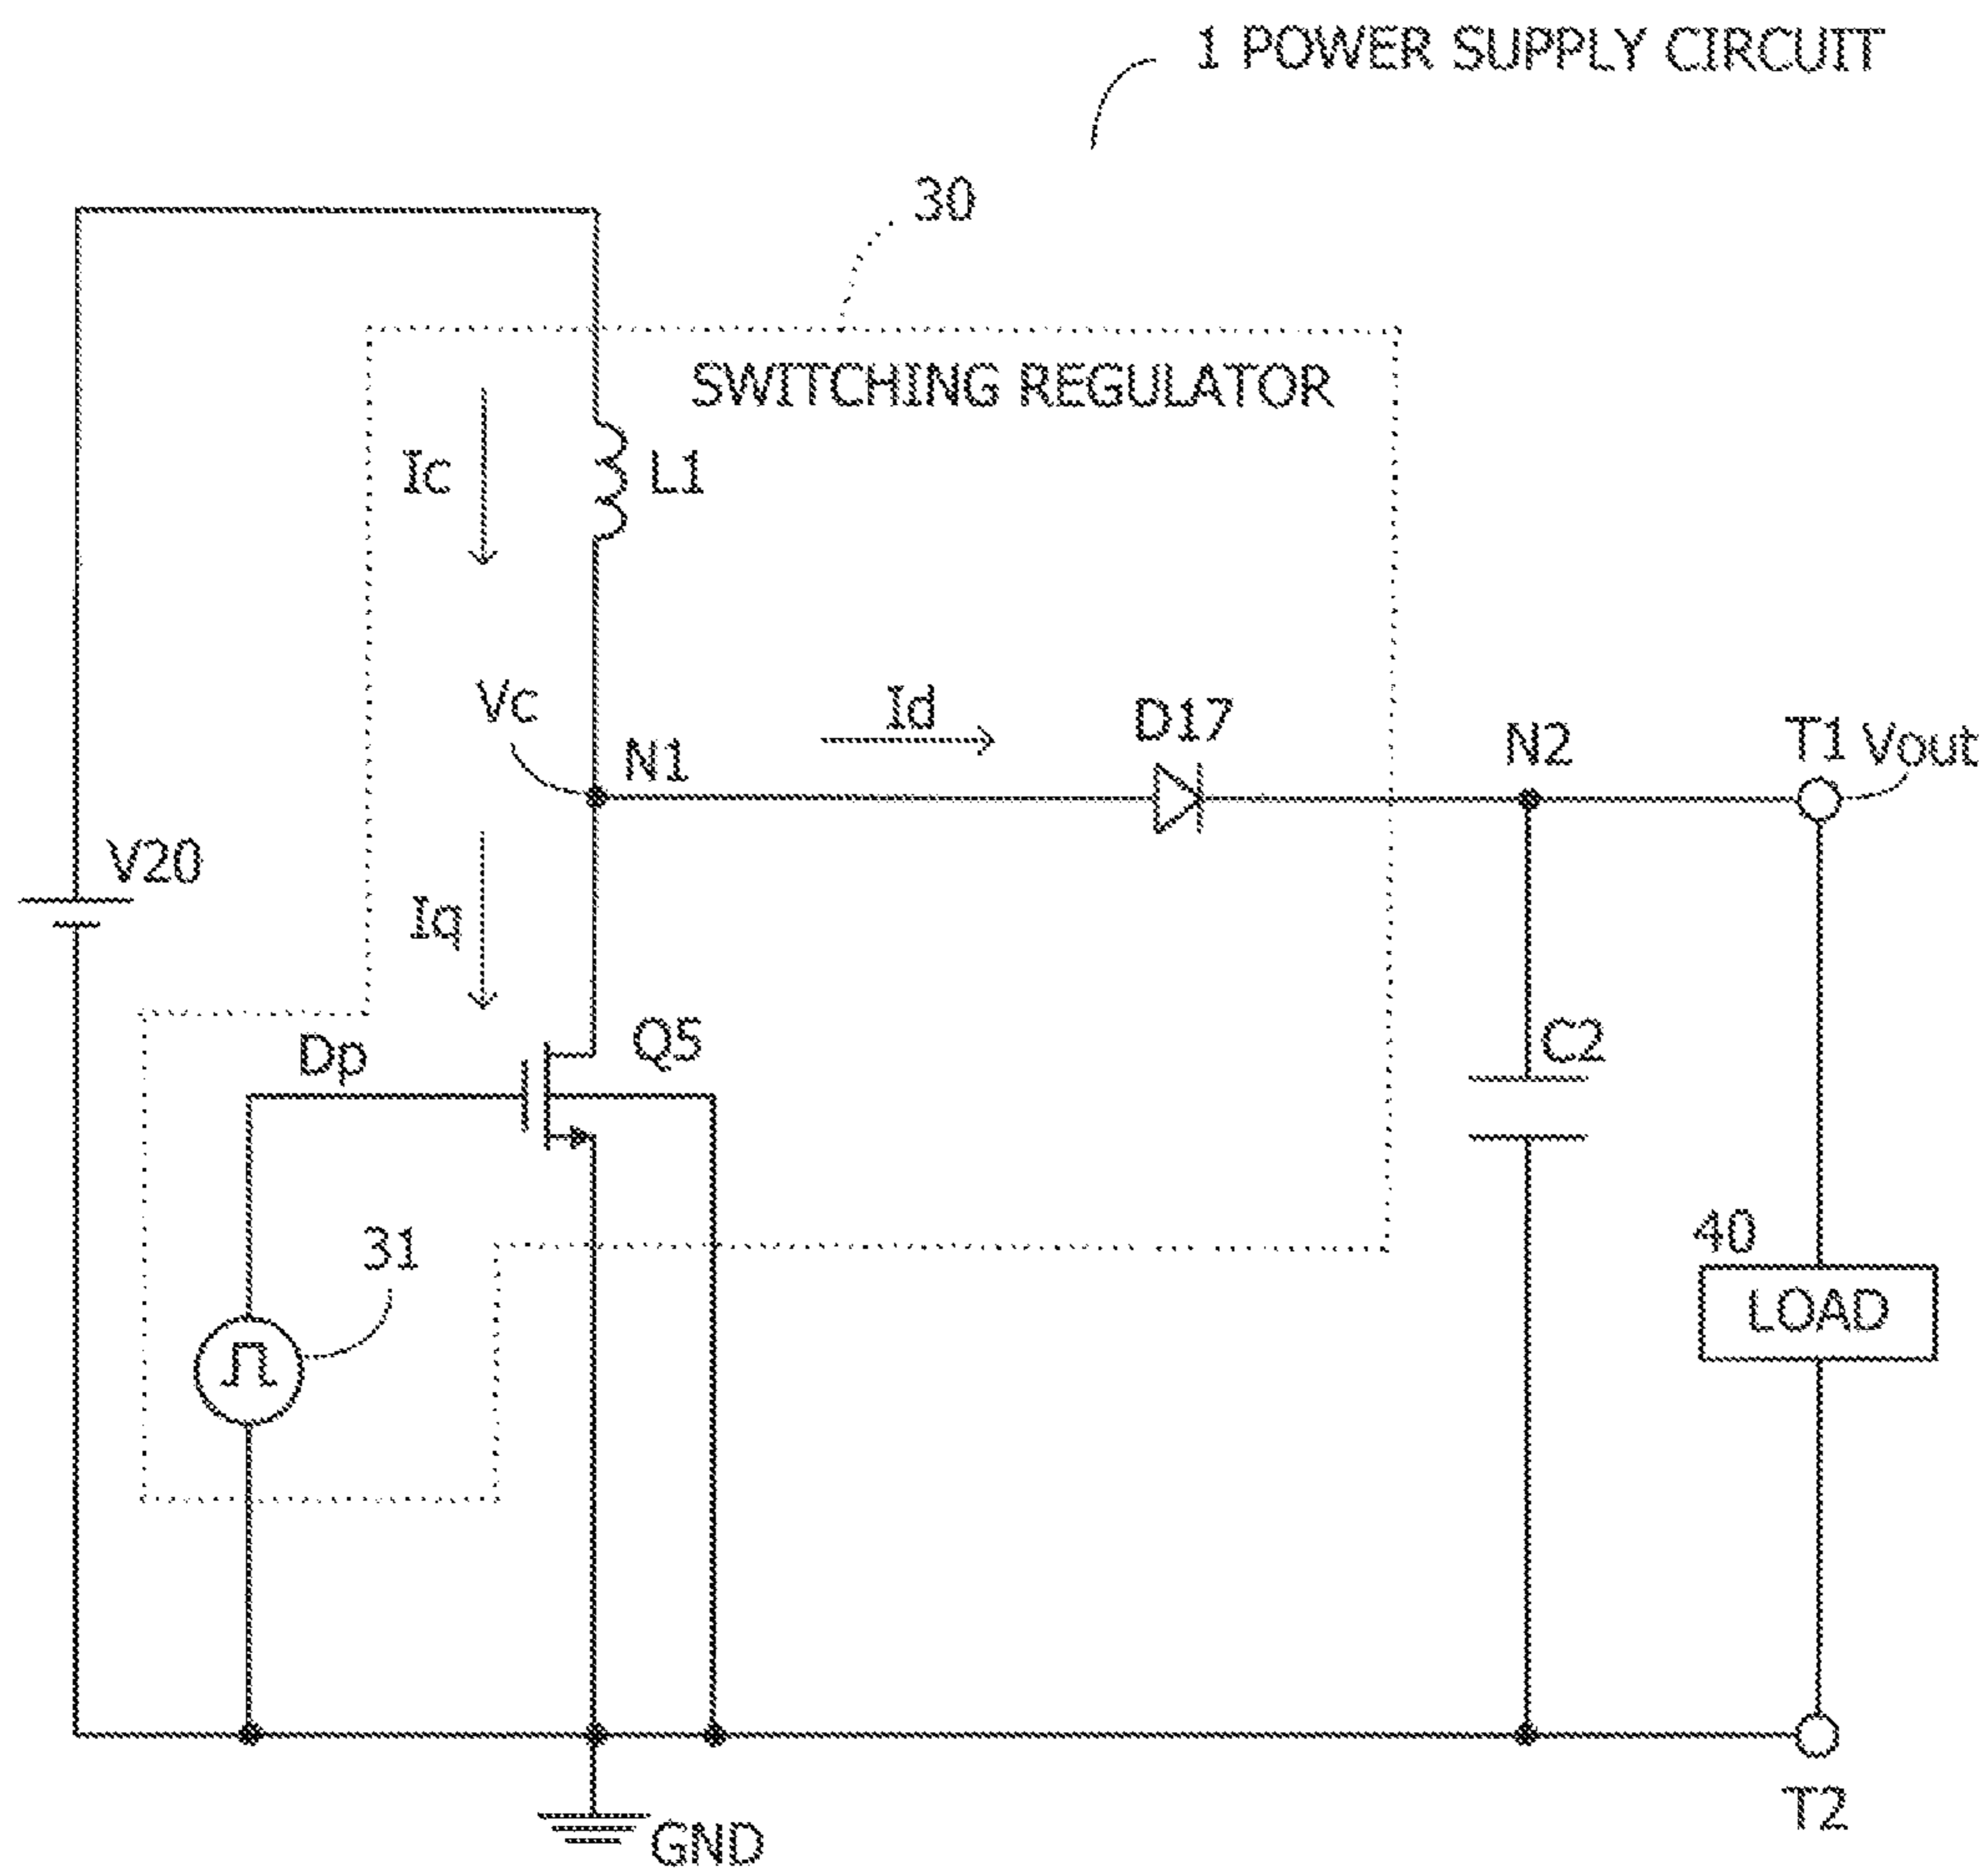 1 POWER SUPPLY CIRCUIT
30
SWITCHING REGULATOR
Ic
L1
Vc
N1
Id
D17
N2
T1
Vout
V20
Iq
Dp
Q5
C2
31
40
LOAD
GND
T2